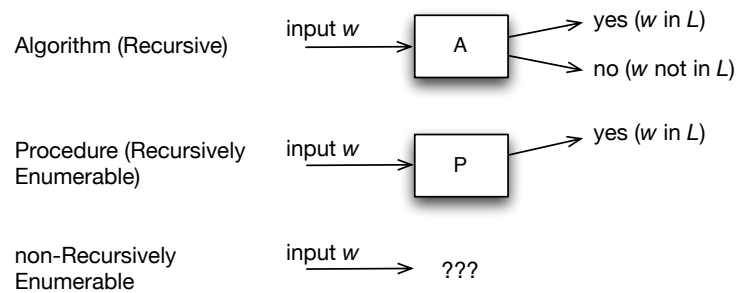 Algorithm (Recursive)
input w
A
yes (w in L)
no (w not in L)
Procedure (Recursively
Enumerable)
input w
P
yes (w in L)
non-Recursively
Enumerable
input w
???